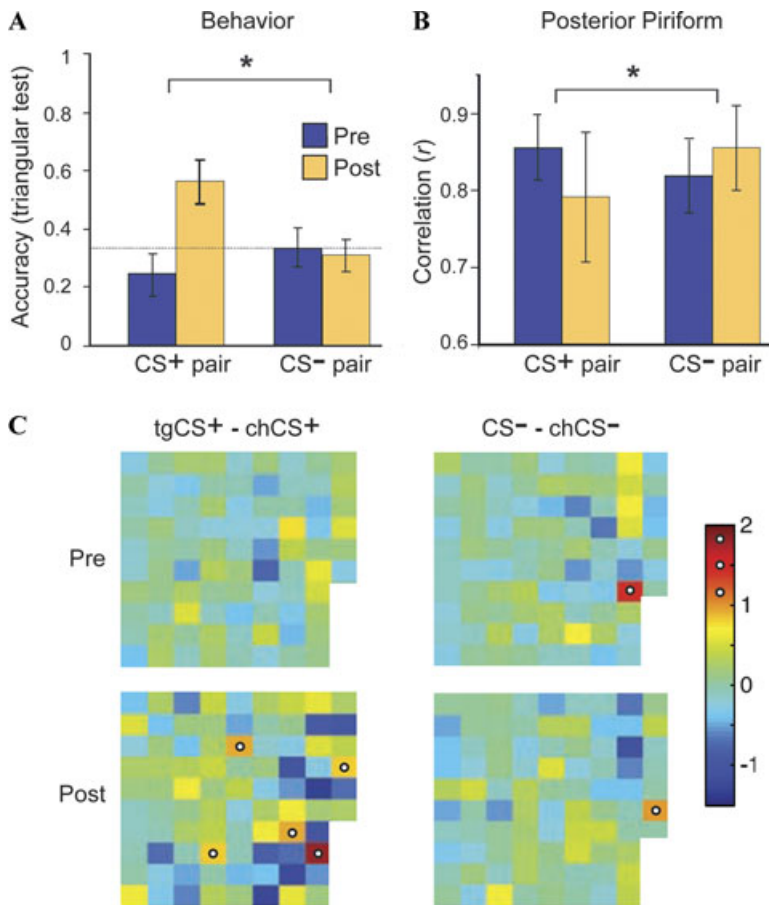 A Behavior
Accuracy (triangular test)
1
0.8
0.6
0.4
0.2
0
*
Pre
Post
CS+ pair CS− pair
B Posterior Piriform
Correlation (r)
0.9
0.8
0.7
0.6
*
CS+ pair CS− pair
C
tgCS+ - chCS+ CS− - chCS−
Pre
Post
2
1
0
-1